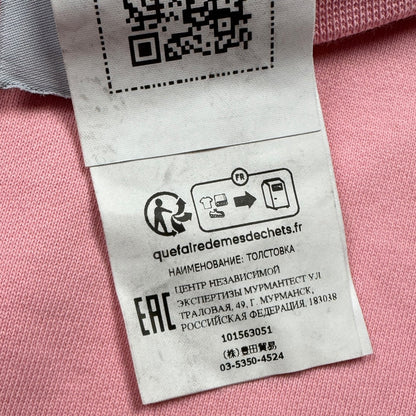 FR
quefairedemesdechets.fr
НАИМЕНОВАНИЕ: ТОЛСТОВКА
ЦЕНТР НЕЗАВИСИМОЙ
ЭКСПЕРТИЗЫ МУРМАНТЕСТ УЛ
ТРАЛОВАЯ, 49, Г. МУРМАНСК,
РОССИЙСКАЯ ФЕДЕРАЦИЯ, 183038
EAC
101563051
(株)豊田貿易
03-5350-4524